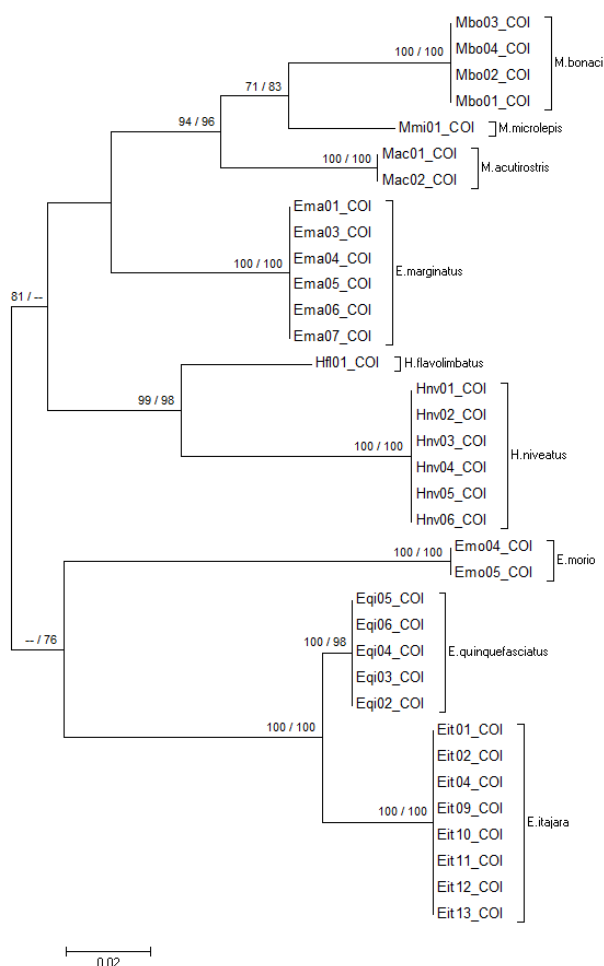 Mbo03_COI
Mbo04_COI
100 / 100
M.bonaci
Mbo02_COI
71 / 83
Mbo01_COI
94 / 96
Mmi01_COI
M.microlepis
Mac01_COI
100 / 100
M.acutirostris
Mac02_COI
Ema01_COI
Ema03_COI
Ema04_COI
100 / 100
E.marginatus
Ema05_COI
Ema06_COI
81 / --
Ema07_COI
Hfl01_COI
H.flavolimbatus
Hnv01_COI
99 / 98
Hnv02_COI
Hnv03_COI
100 / 100
H.niveatus
Hnv04_COI
Hnv05_COI
Hnv06_COI
Emo04_COI
100 / 100
E.morio
Emo05_COI
Eqi05_COI
Eqi06_COI
-- / 76
100 / 98
Eqi04_COI
E.quinquefasciatus
Eqi03_COI
Eqi02_COI
100 / 100
Eit01_COI
Eit02_COI
Eit04_COI
100 / 100
Eit09_COI
E.itajara
Eit10_COI
Eit11_COI
Eit12_COI
Eit13_COI
0.02